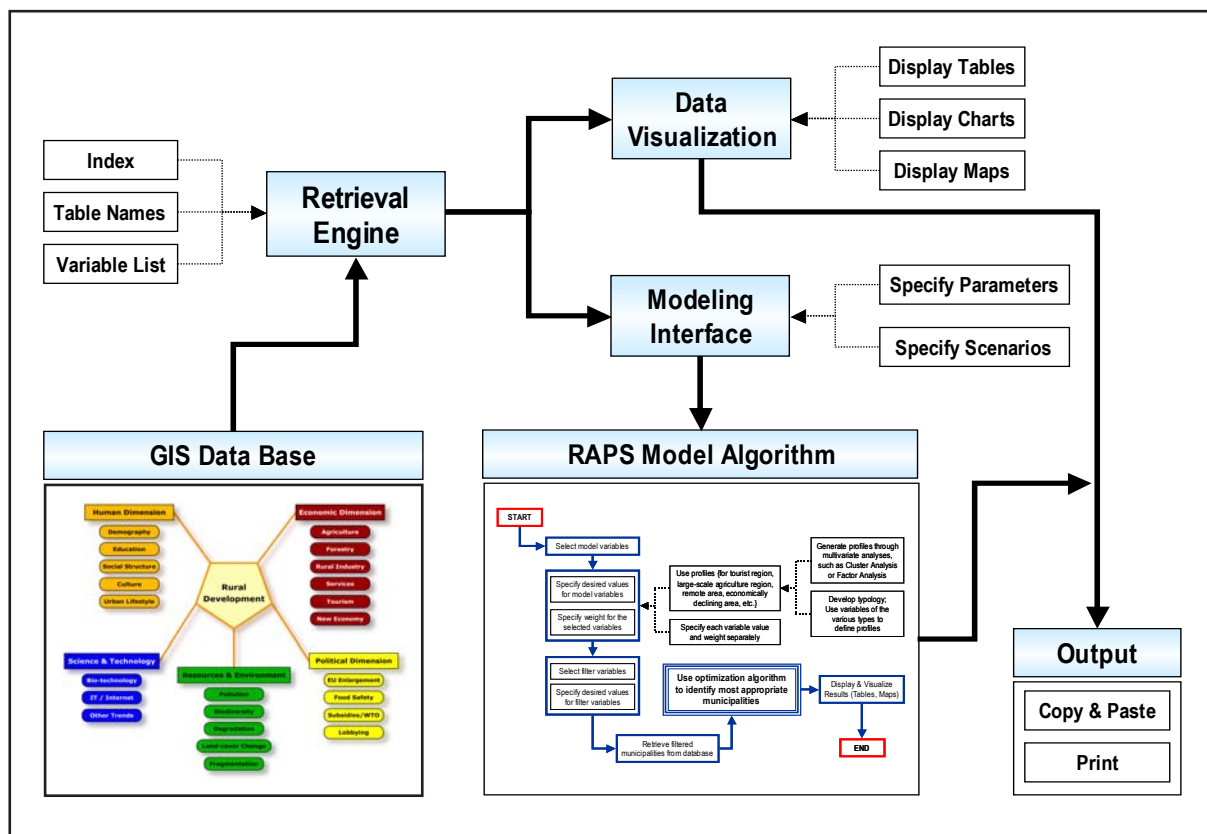 Index
Table Names
Variable List
Retrieval
Engine
Data
Visualization
Display Tables
Display Charts
Display Maps
Modeling
Interface
Specify Parameters
Specify Scenarios
GIS Data Base
Human Dimension
Demography
Education
Social Structure
Culture
Urban Lifestyle
Economic Dimension
Agriculture
Forestry
Rural Industry
Services
Tourism
New Economy
Rural
Development
Science & Technology
Bio-technology
IT / Internet
Other Trends
Resources & Environment
Pollution
Biodiversity
Degradation
Land-cover Change
Fragmentation
Political Dimension
EU Enlargement
Food Safety
Subsidies/WTO
Lobbying
RAPS Model Algorithm
START
Select model variables
Specify desired values
for model variables
Specify weight for the
selected variables
Select filter variables
Specify desired values
for filter variables
Retrieve filtered
municipalities from database
Use profiles {for tourist region,
large-scale agriculture region,
remote area, economically
declining area, etc.}
Specify each variable value
and weight separately
Generate profiles through
multivariate analyses,
such as Cluster Analysis
or Factor Analysis
Develop typology;
Use variables of the
various types to
define profiles
Use optimization algorithm
to identify most appropriate
municipalities
Display & Visualize
Results (Tables, Maps)
END
Output
Copy & Paste
Print